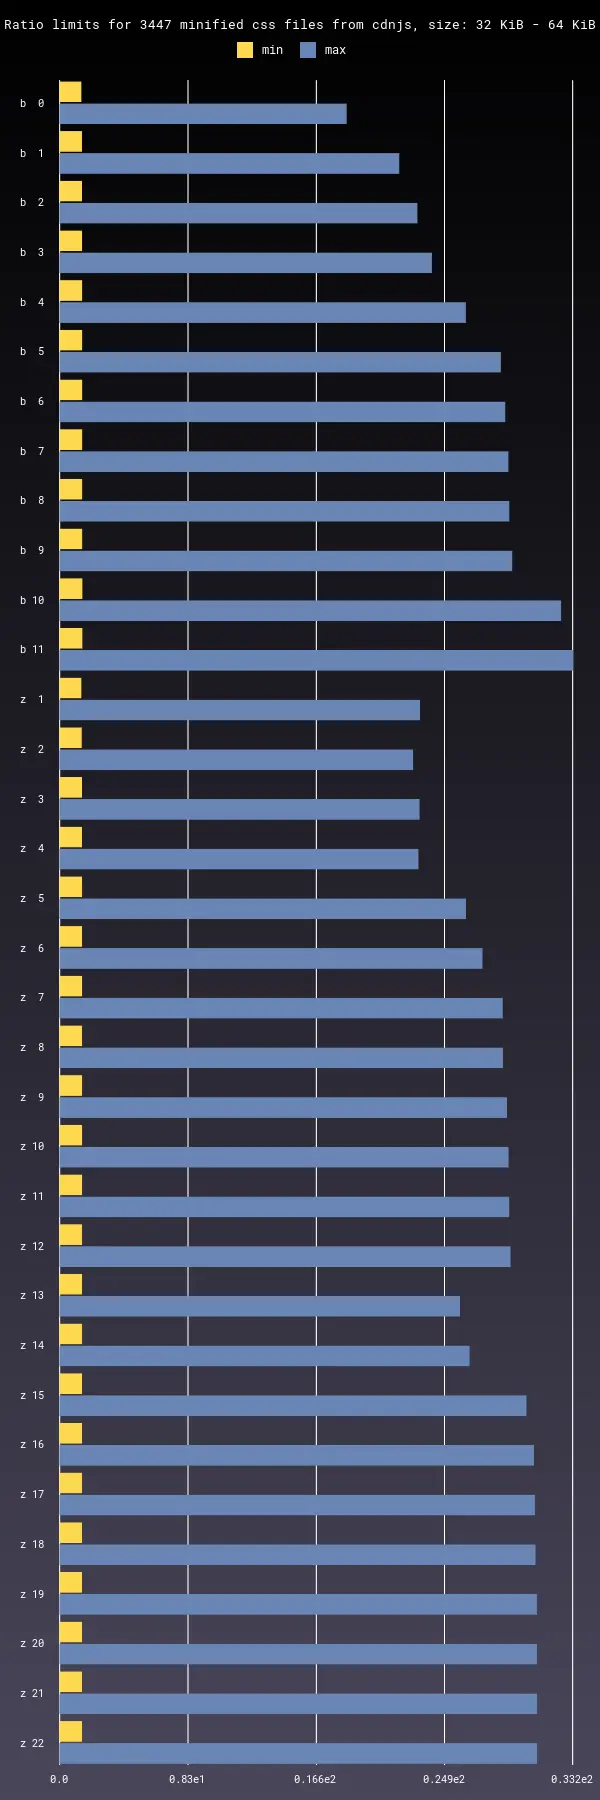 Ratio limits for 3447 minified css files from cdnjs, size: 32 KiB - 64 KiB
min max
b 0
b 1
b 2
b 3
b 4
b 5
b 6
b 7
b 8
b 9
b 10
b 11
z 1
z 2
z 3
z 4
z 5
z 6
z 7
z 8
z 9
z 10
z 11
z 12
z 13
z 14
z 15
z 16
z 17
z 18
z 19
z 20
z 21
z 22
0.0 0.83e1 0.166e2 0.249e2 0.332e2